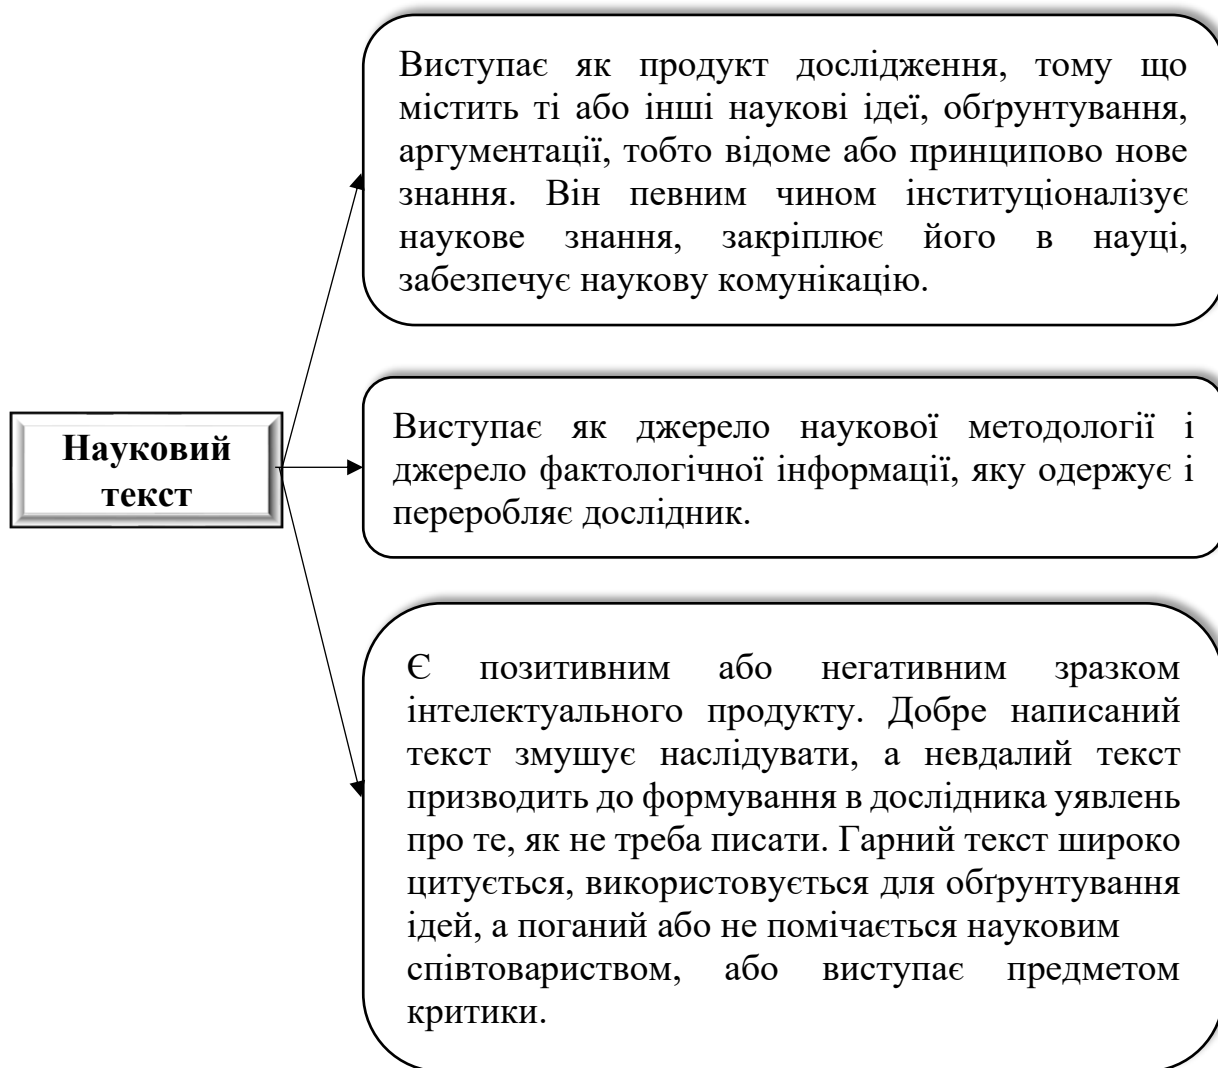 Виступає як продукт дослідження, тому що
містить ті або інші наукові ідеї, обґрунтування,
аргументації, тобто відоме або принципово нове
знання. Він певним чином інституціоналізує
наукове знання, закріплює його в науці,
забезпечує наукову комунікацію.
Науковий
текст
Виступає як джерело наукової методології і
джерело фактологічної інформації, яку одержує і
переробляє дослідник.
Є позитивним або негативним зразком
інтелектуального продукту. Добре написаний
текст змушує наслідувати, а невдалий текст
призводить до формування в дослідника уявлень
про те, як не треба писати. Гарний текст широко
цитується, використовується для обґрунтування
ідей, а поганий або не помічається науковим
співтовариством, або виступає предметом
критики.